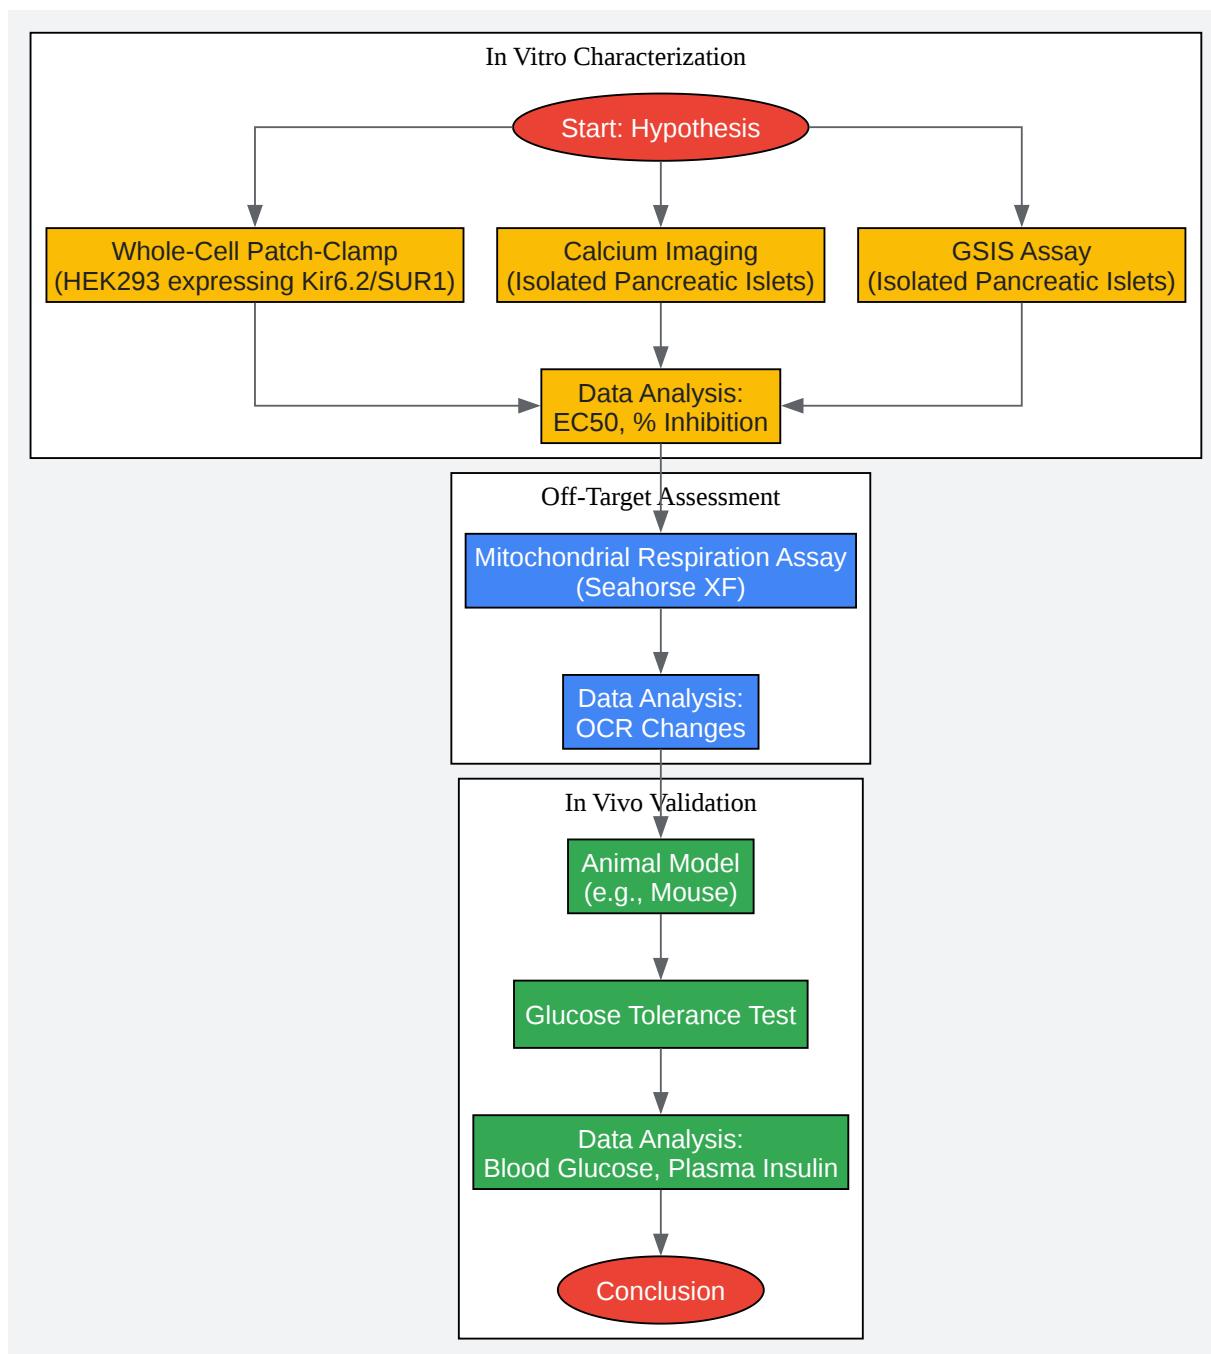 In Vitro Characterization
Start: Hypothesis
Whole-Cell Patch-Clamp
(HEK293 expressing Kir6.2/SUR1)
Calcium Imaging
(Isolated Pancreatic Islets)
GSIS Assay
(Isolated Pancreatic Islets)
Data Analysis:
EC50, % Inhibition
Off-Target Assessment
Mitochondrial Respiration Assay
(Seahorse XF)
Data Analysis:
OCR Changes
In Vivo Validation
Animal Model
(e.g., Mouse)
Glucose Tolerance Test
Data Analysis:
Blood Glucose, Plasma Insulin
Conclusion